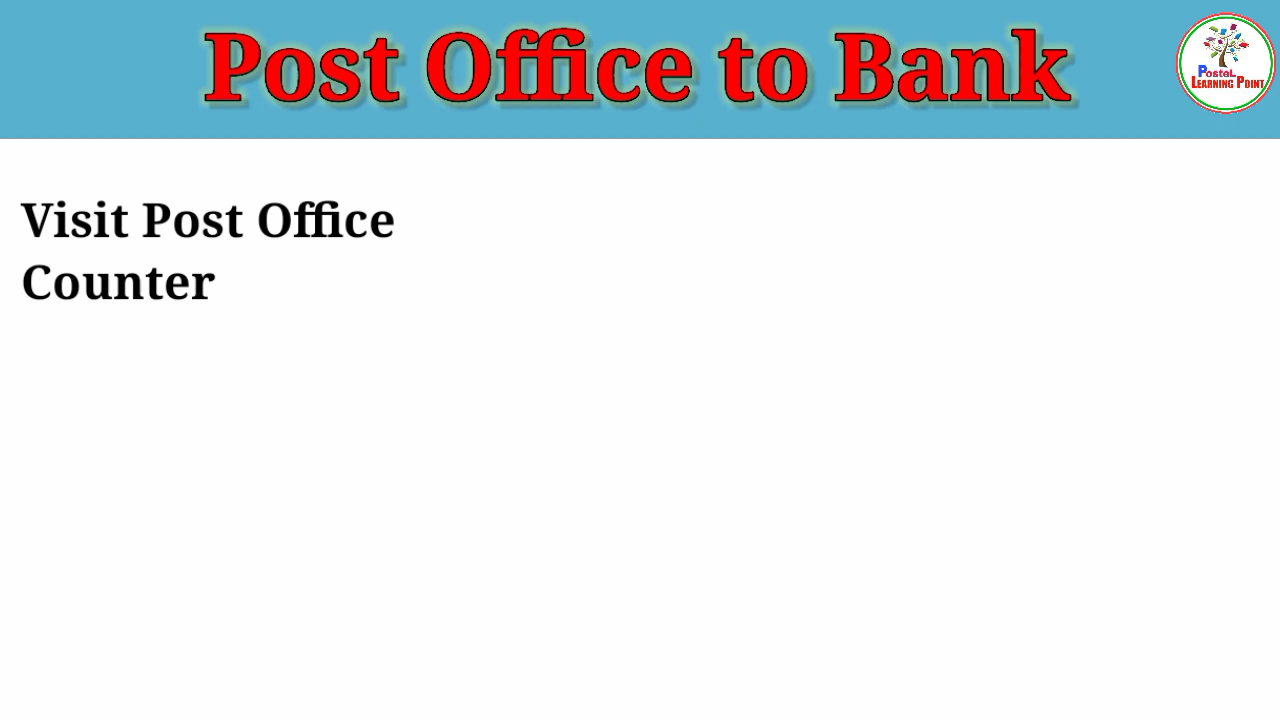 Post Office to Bank
Postal
Learning Point
Visit Post Office
Counter